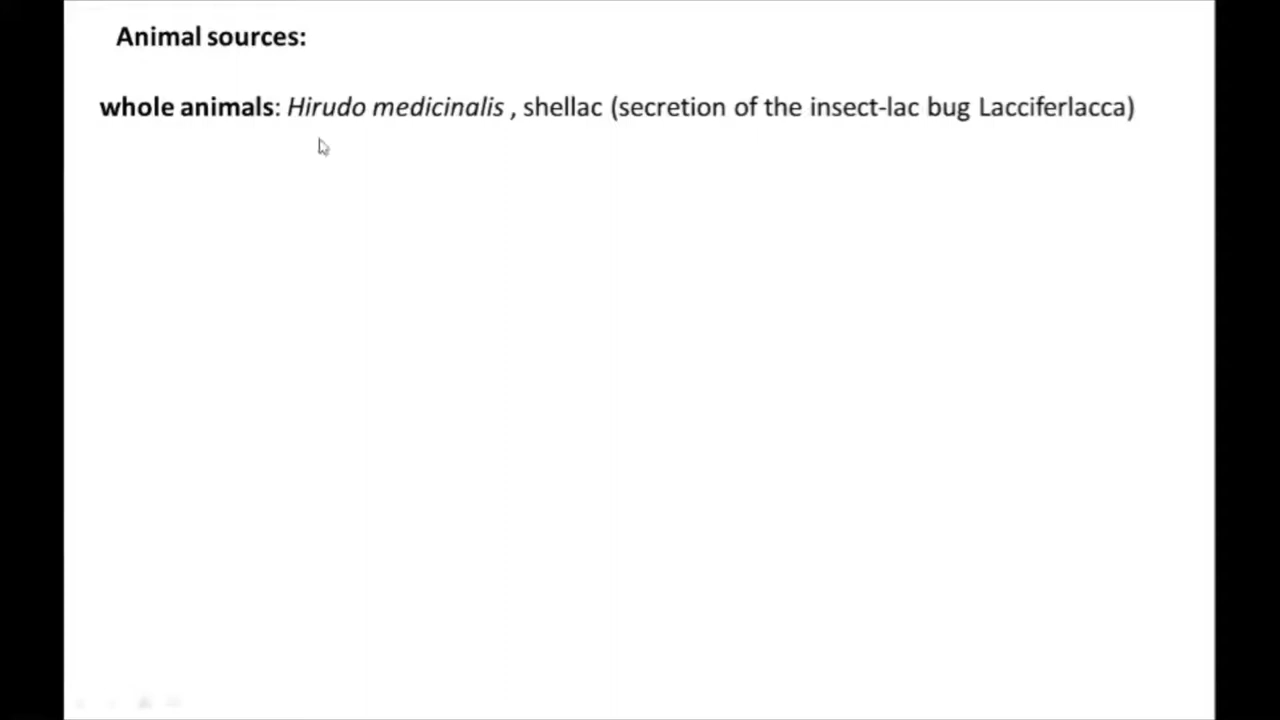 Animal sources:
whole animals: Hirudo medicinalis , shellac (secretion of the insect-lac bug Lacciferlacca)